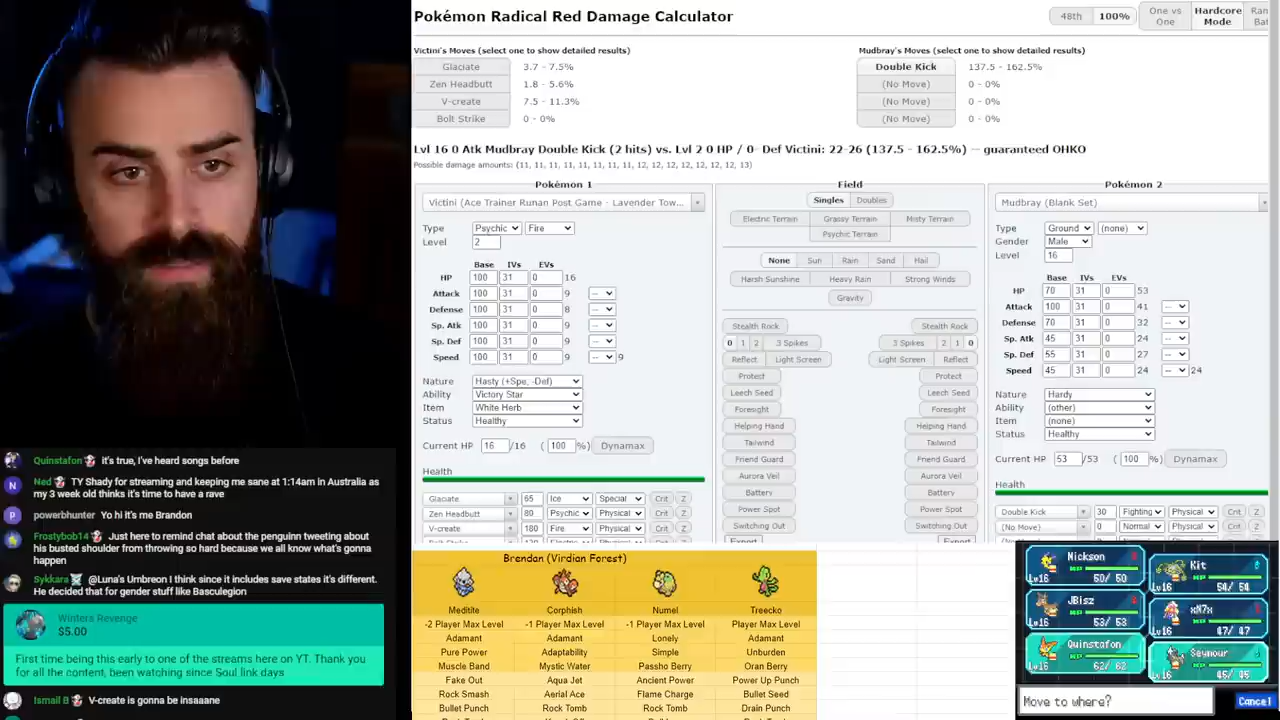 Pokémon Radical Red Damage Calculator
48th
100%
One vs
One
Hardcore
Mode
Ran
Bat
Victini's Moves (select one to show detailed results)
Glaciate 3.7 - 7.5%
Zen Headbutt 1.8 - 5.6%
V-create 7.5 - 11.3%
Bolt Strike 0 - 0%
Mudbray's Moves (select one to show detailed results)
Double Kick 137.5 - 162.5%
(No Move) 0 - 0%
(No Move) 0 - 0%
(No Move) 0 - 0%
Lvl 16 0 Atk Mudbray Double Kick (2 hits) vs. Lvl 2 0 HP / 0- Def Victini: 22-26 (137.5 - 162.5%) -- guaranteed OHKO
Possible damage amounts: (11, 11, 11, 11, 11, 11, 11, 11, 12, 12, 12, 12, 12, 12, 12, 13)
Pokémon 1
Victini (Ace Trainer Runan Post Game - Lavender Tow...
Type Psychic Fire
Level 2
Base IVs EVs
HP 100 31 0 16
Attack 100 31 0 9 --
Defense 100 31 0 8 --
Sp. Atk 100 31 0 9 --
Sp. Def 100 31 0 9 --
Speed 100 31 0 9 -- 9
Nature Hasty (+Spe, -Def)
Ability Victory Star
Item White Herb
Status Healthy
Current HP 16 /16 ( 100 %) Dynamax
Health
Glaciate 65 Ice Special Crit Z
Zen Headbutt 80 Psychic Physical Crit Z
V-create 180 Fire Physical Crit Z
Field
Singles Doubles
Electric Terrain Grassy Terrain Misty Terrain
Psychic Terrain
None Sun Rain Sand Hail
Harsh Sunshine Heavy Rain Strong Winds
Gravity
Stealth Rock Stealth Rock
0 1 2 3 Spikes 3 Spikes 2 1 0
Reflect Light Screen Light Screen Reflect
Protect Protect
Leech Seed Leech Seed
Foresight Foresight
Helping Hand Helping Hand
Tailwind Tailwind
Friend Guard Friend Guard
Aurora Veil Aurora Veil
Battery Battery
Power Spot Power Spot
Switching Out Switching Out
Export Export
Pokémon 2
Mudbray (Blank Set)
Type Ground (none)
Gender Male
Level 16
Base IVs EVs
HP 70 31 0 53
Attack 100 31 0 41 --
Defense 70 31 0 32 --
Sp. Atk 45 31 0 24 --
Sp. Def 55 31 0 27 --
Speed 45 31 0 24 -- 24
Nature Hardy
Ability (other)
Item (none)
Status Healthy
Current HP 53 /53 ( 100 %) Dynamax
Health
Double Kick 30 Fighting Physical Crit Z
(No Move) 0 Normal Physical Crit Z
Quinstafon it's true, I've heard songs before
Ned TY Shady for streaming and keeping me sane at 1:14am in Australia as
my 3 week old thinks it's time to have a rave
P powerbhunter Yo hi it's me Brandon
Frostybob14 Just here to remind chat about the penguinn tweeting about
his busted shoulder from throwing so hard because we all know what's gonna
happen
Sykkara @Luna's Umbreon I think since it includes save states it's different.
He decided that for gender stuff like Basculegion
Winters Revenge
$5.00
First time being this early to one of the streams here on YT. Thank you
for all the content, been watching since Soul link days
Ismail B V-create is gonna be insaaane
Brendan (Virdian Forest)
Meditite Corphish Numel Treecko
-2 Player Max Level -1 Player Max Level -1 Player Max Level Player Max Level
Adamant Adamant Lonely Adamant
Pure Power Adaptability Simple Unburden
Muscle Band Mystic Water Passho Berry Oran Berry
Fake Out Aqua Jet Ancient Power Power Up Punch
Rock Smash Aerial Ace Flame Charge Bullet Seed
Bullet Punch Rock Tomb Rock Tomb Drain Punch
Nickson
HP
Lv16 50/ 50
Kit
HP
Lv16 54/ 54
JBisz
HP
Lv16 53/ 53
xN7x
HP
Lv16 47/ 47
Quinstafon
HP
Lv16 62/ 62
Seymour
HP
Lv16 45/ 45
Move to where?
Cancel